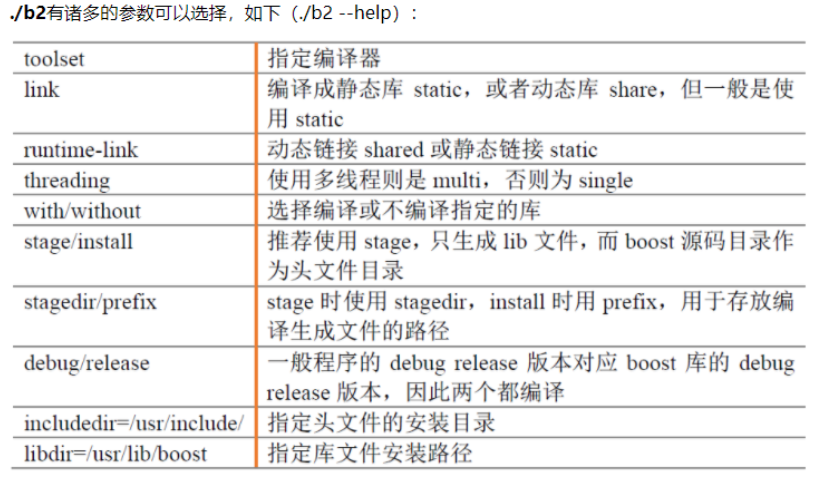 ./b2有诸多的参数可以选择，如下（./b2 --help）：
toolset 指定编译器
link 编译成静态库 static，或者动态库 share，但一般是使
用 static
runtime-link 动态链接 shared 或静态链接 static
threading 使用多线程则是 multi，否则为 single
with/without 选择编译或不编译指定的库
stage/install 推荐使用 stage，只生成 lib 文件，而 boost 源码目录作
为头文件目录
stagedir/prefix stage 时使用 stagedir，install 时用 prefix，用于存放编
译生成文件的路径
debug/release 一般程序的 debug release 版本对应 boost 库的 debug
release 版本，因此两个都编译
includedir=/usr/include/ 指定头文件的安装目录
libdir=/usr/lib/boost 指定库文件安装路径